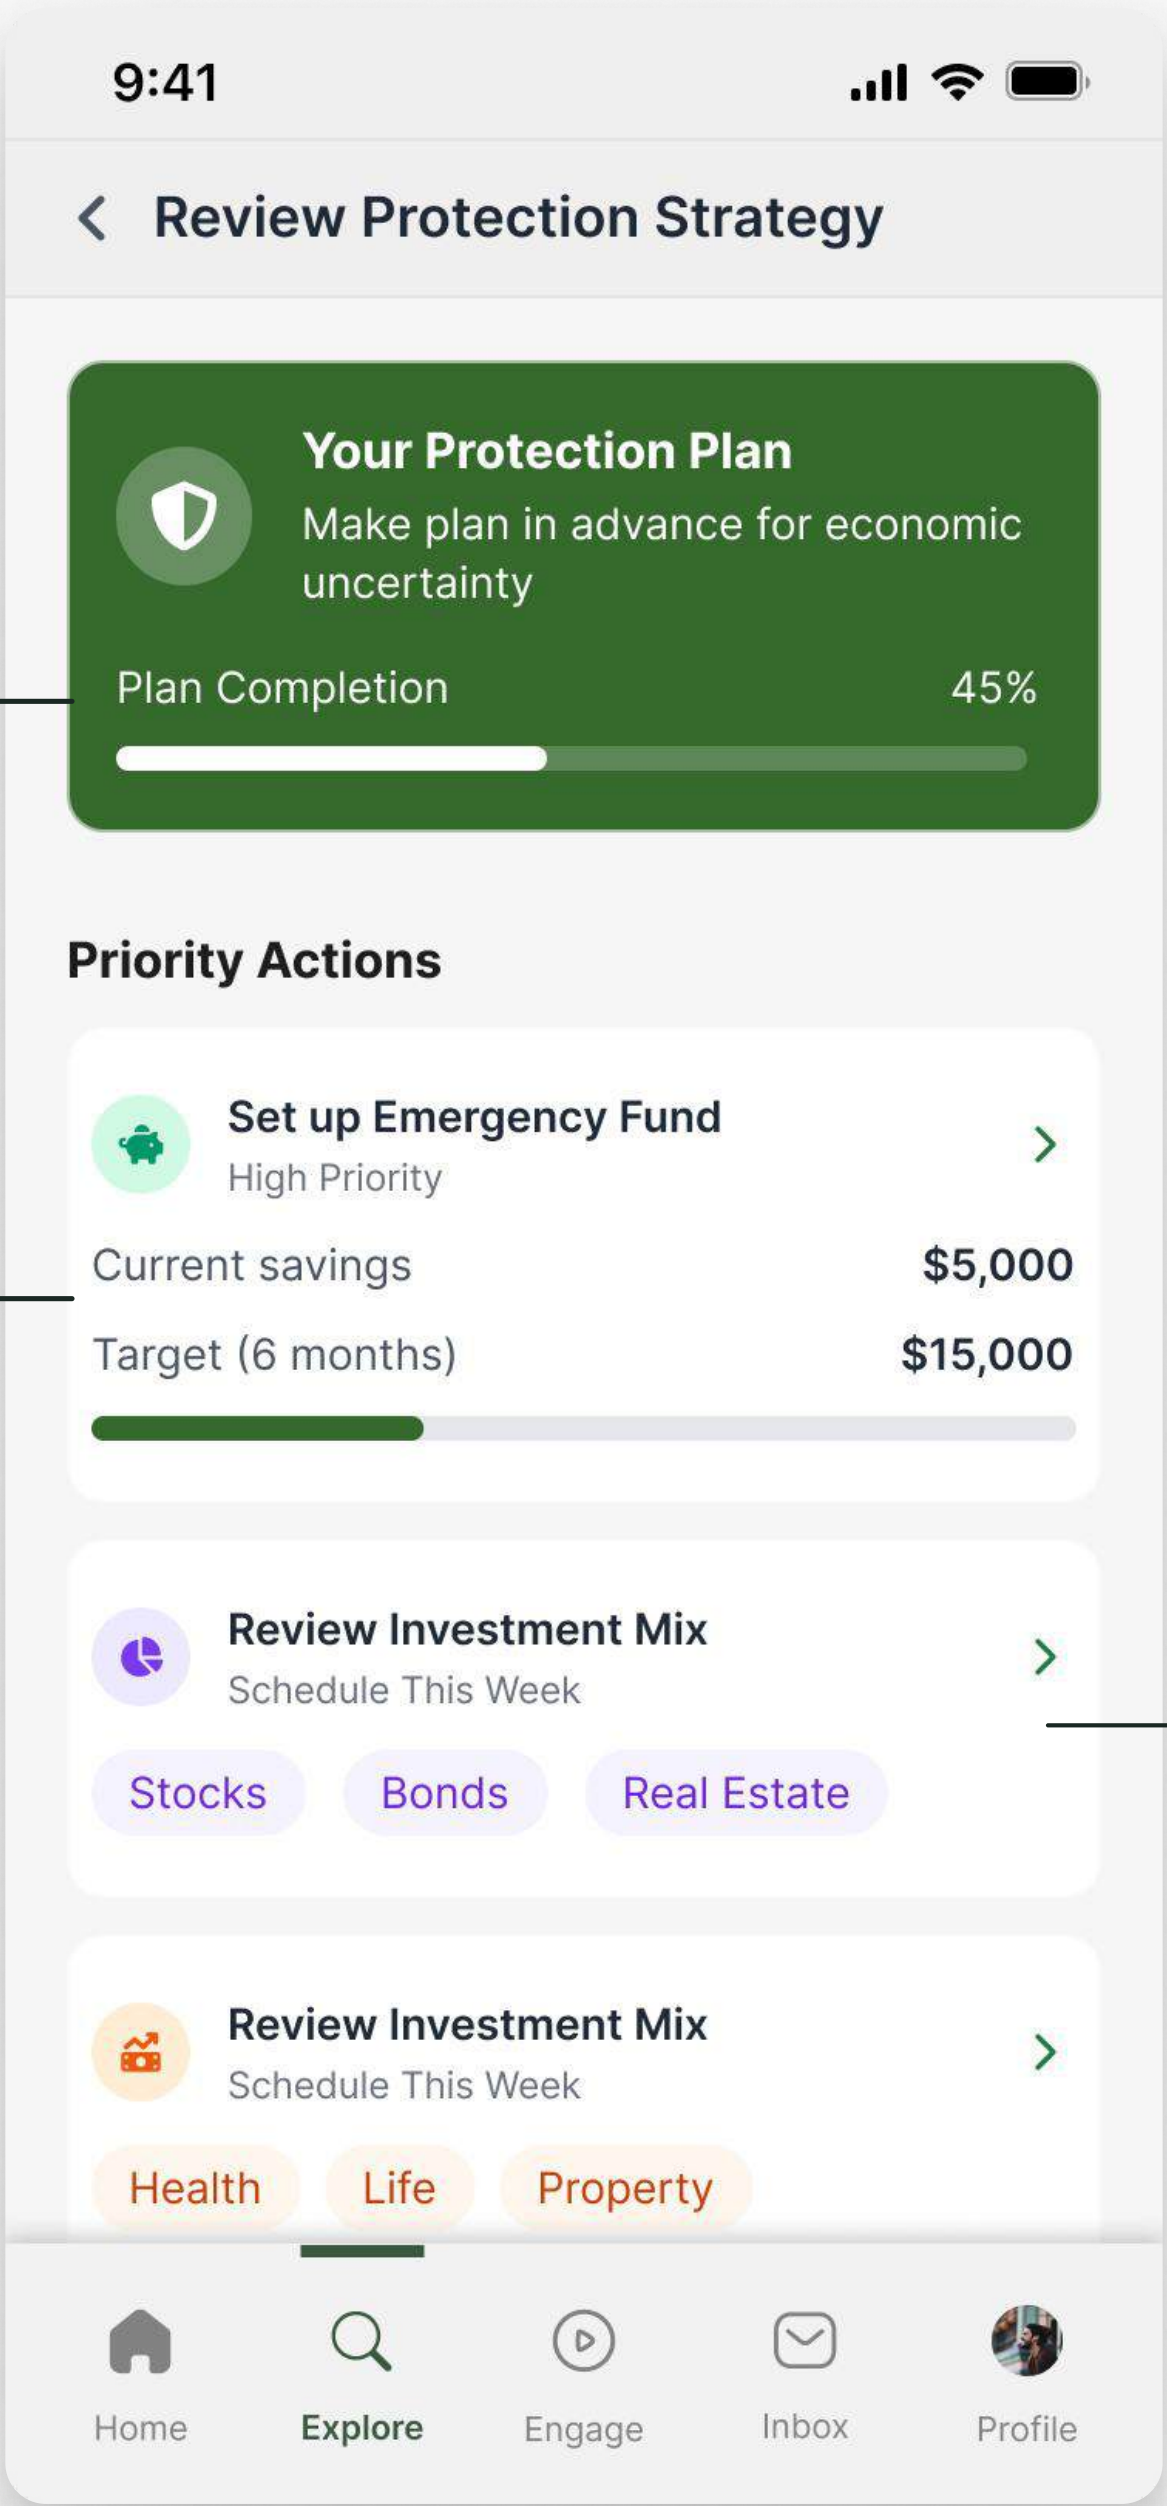 9:41
Review Protection Strategy
Your Protection Plan
Make plan in advance for economic
uncertainty
Plan Completion 45%
Priority Actions
Set up Emergency Fund
High Priority
Current savings $5,000
Target (6 months) $15,000
Review Investment Mix
Schedule This Week
Stocks Bonds Real Estate
Review Investment Mix
Schedule This Week
Health Life Property
Home Explore Engage Inbox Profile